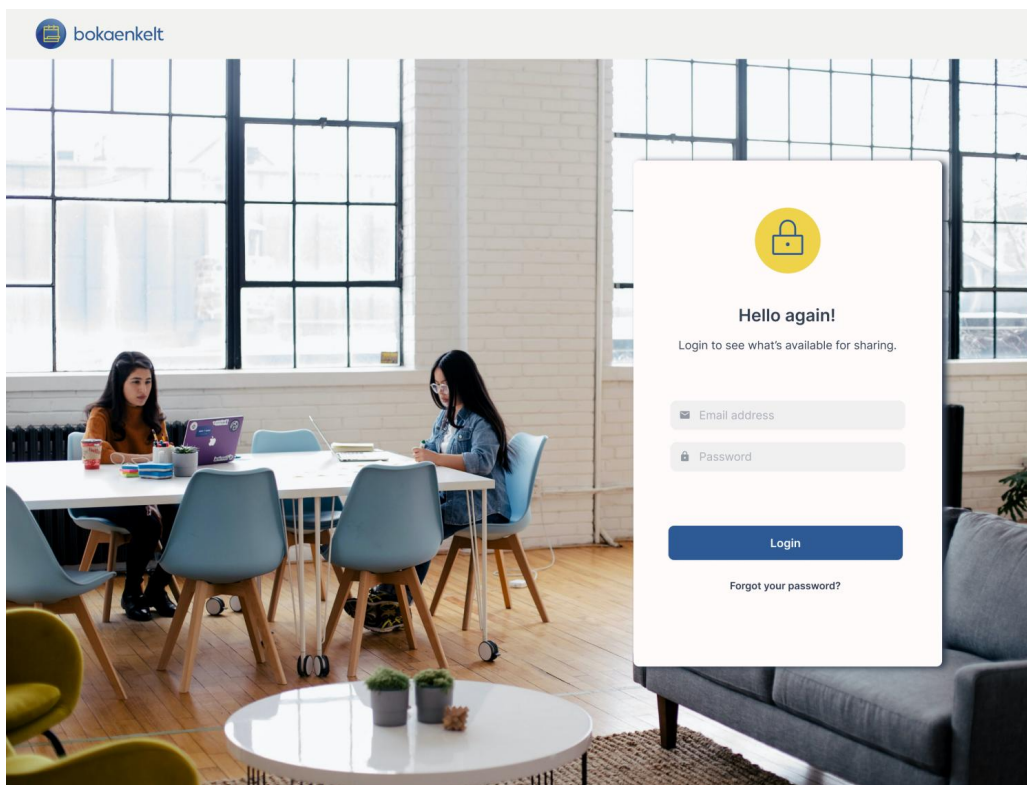 bokaenkelt
Hello again!
Login to see what's available for sharing.
Email address
Password
Login
Forgot your password?